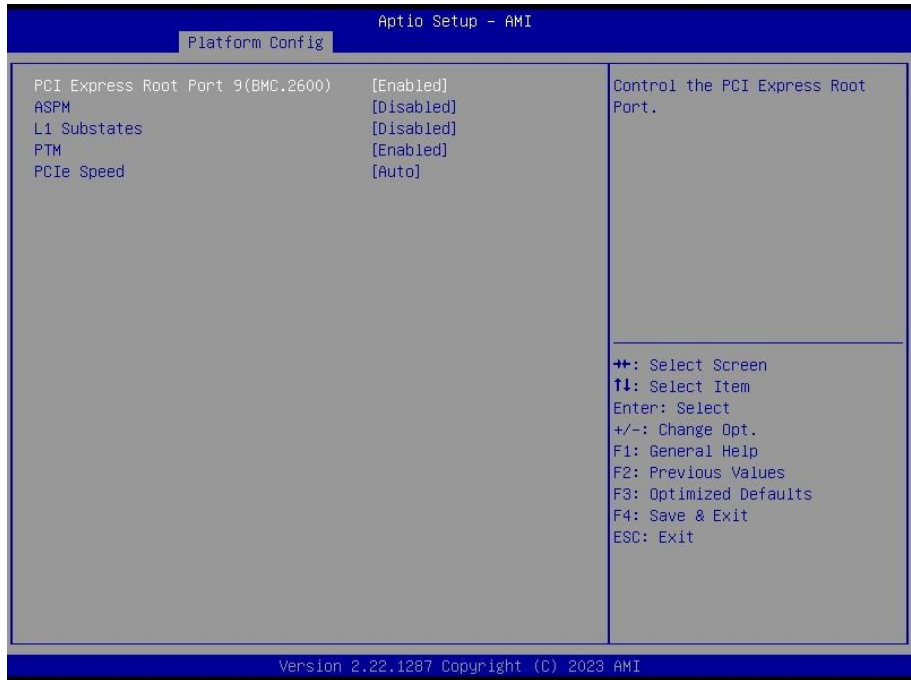 Aptio Setup - AMI
Platform Config
PCI Express Root Port 9(BMC.2600) [Enabled]
ASPM [Disabled]
L1 Substates [Disabled]
PTM [Enabled]
PCIe Speed [Auto]
Control the PCI Express Root
Port.
→←: Select Screen
↑↓: Select Item
Enter: Select
+/-: Change Opt.
F1: General Help
F2: Previous Values
F3: Optimized Defaults
F4: Save & Exit
ESC: Exit
Version 2.22.1287 Copyright (C) 2023 AMI